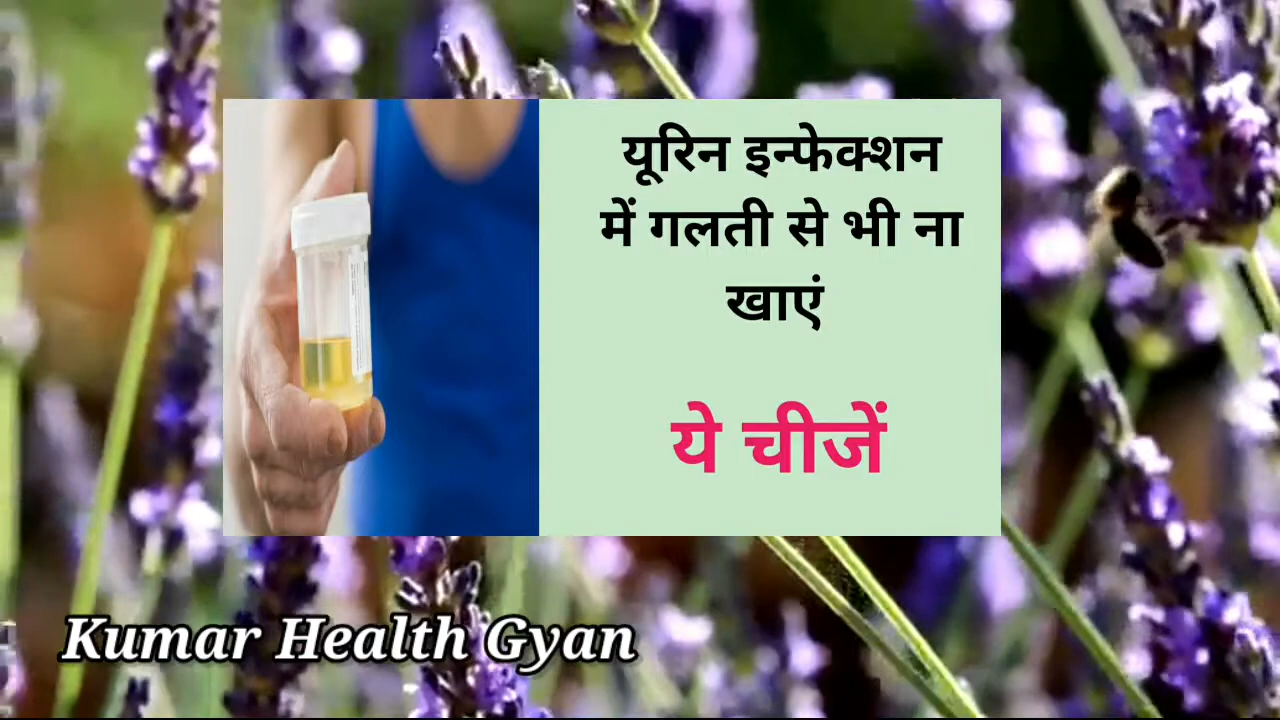 यूरिन इन्फेक्शन
में गलती से भी ना
खाएं
ये चीजें
Kumar Health Gyan